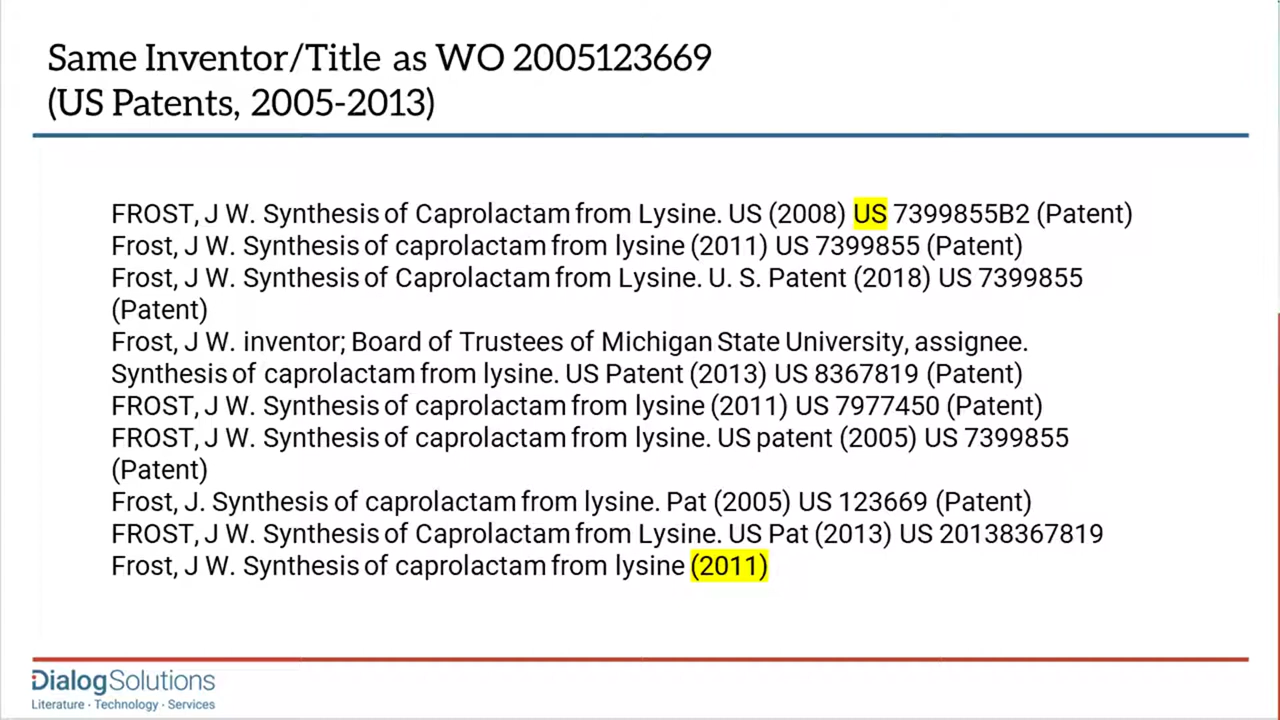 Same Inventor/Title as WO 2005123669
(US Patents, 2005-2013)
FROST, J W. Synthesis of Caprolactam from Lysine. US (2008) US 7399855B2 (Patent)
Frost, J W. Synthesis of caprolactam from lysine (2011) US 7399855 (Patent)
Frost, J W. Synthesis of Caprolactam from Lysine. U. S. Patent (2018) US 7399855
(Patent)
Frost, J W. inventor; Board of Trustees of Michigan State University, assignee.
Synthesis of caprolactam from lysine. US Patent (2013) US 8367819 (Patent)
FROST, J W. Synthesis of caprolactam from lysine (2011) US 7977450 (Patent)
FROST, J W. Synthesis of caprolactam from lysine. US patent (2005) US 7399855
(Patent)
Frost, J. Synthesis of caprolactam from lysine. Pat (2005) US 123669 (Patent)
FROST, J W. Synthesis of Caprolactam from Lysine. US Pat (2013) US 20138367819
Frost, J W. Synthesis of caprolactam from lysine (2011)
DialogSolutions
Literature · Technology · Services